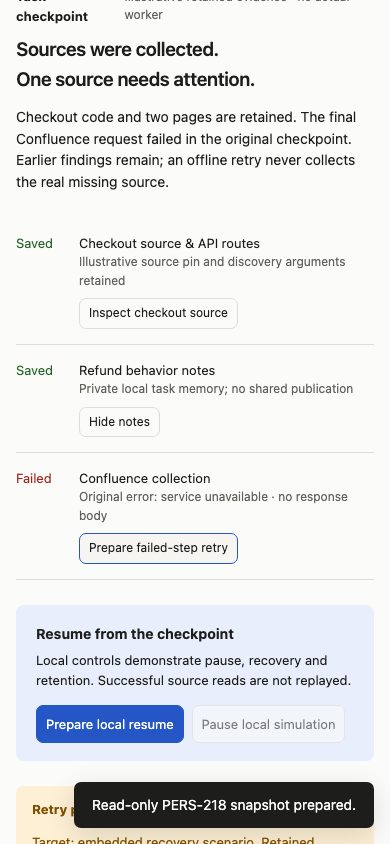 checkpoint
worker
Sources were collected.
One source needs attention.
Checkout code and two pages are retained. The final
Confluence request failed in the original checkpoint.
Earlier findings remain; an offline retry never collects
the real missing source.
Saved
Checkout source & API routes
Illustrative source pin and discovery arguments
retained
Inspect checkout source
Saved
Refund behavior notes
Private local task memory; no shared publication
Hide notes
Failed
Confluence collection
Original error: service unavailable · no response
body
Prepare failed-step retry
Resume from the checkpoint
Local controls demonstrate pause, recovery and
retention. Successful source reads are not replayed.
Prepare local resume
Pause local simulation
Retry
Read-only PERS-218 snapshot prepared.
Target: embedded recovery scenario. Retained